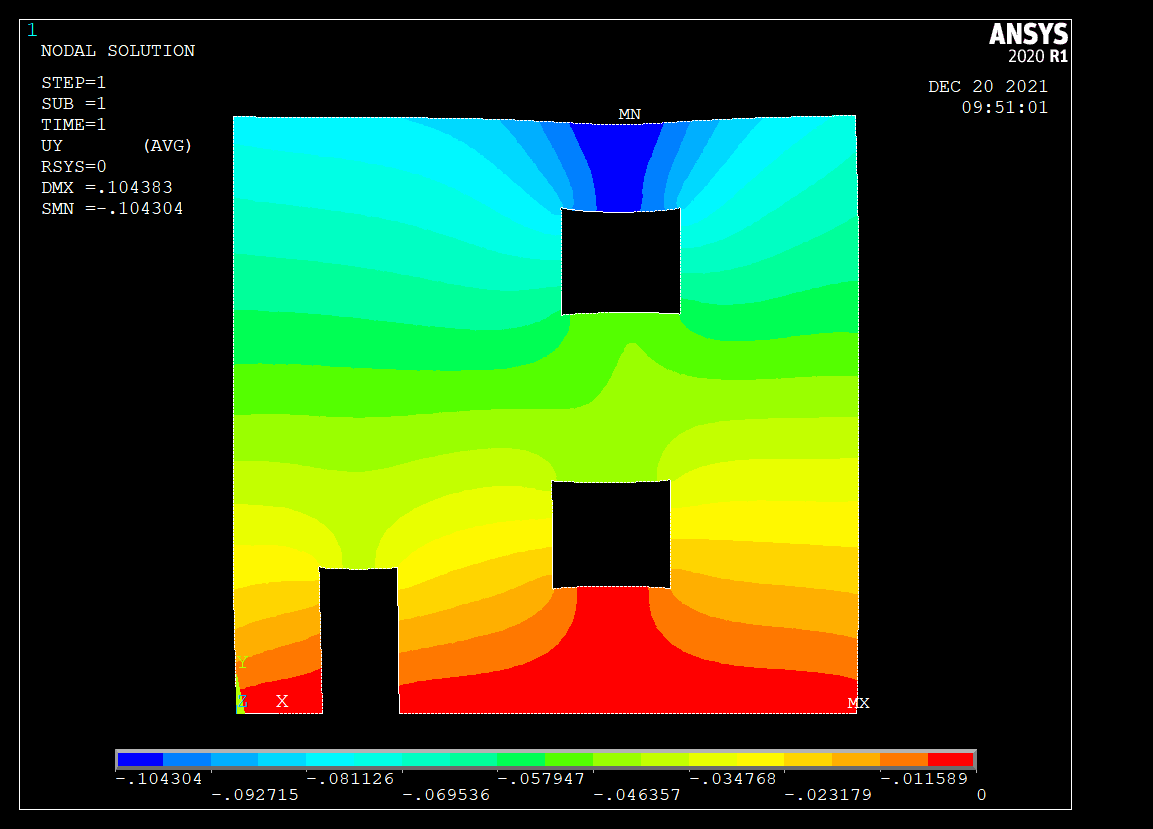 1
NODAL SOLUTION
STEP=1
SUB =1
TIME=1
UY (AVG)
RSYS=0
DMX =.104383
SMN =-.104304
ANSYS
2020 R1
DEC 20 2021
09:51:01
MN
Y
Z X
MX
-.104304 -.081126 -.057947 -.034768 -.011589
-.092715 -.069536 -.046357 -.023179 0